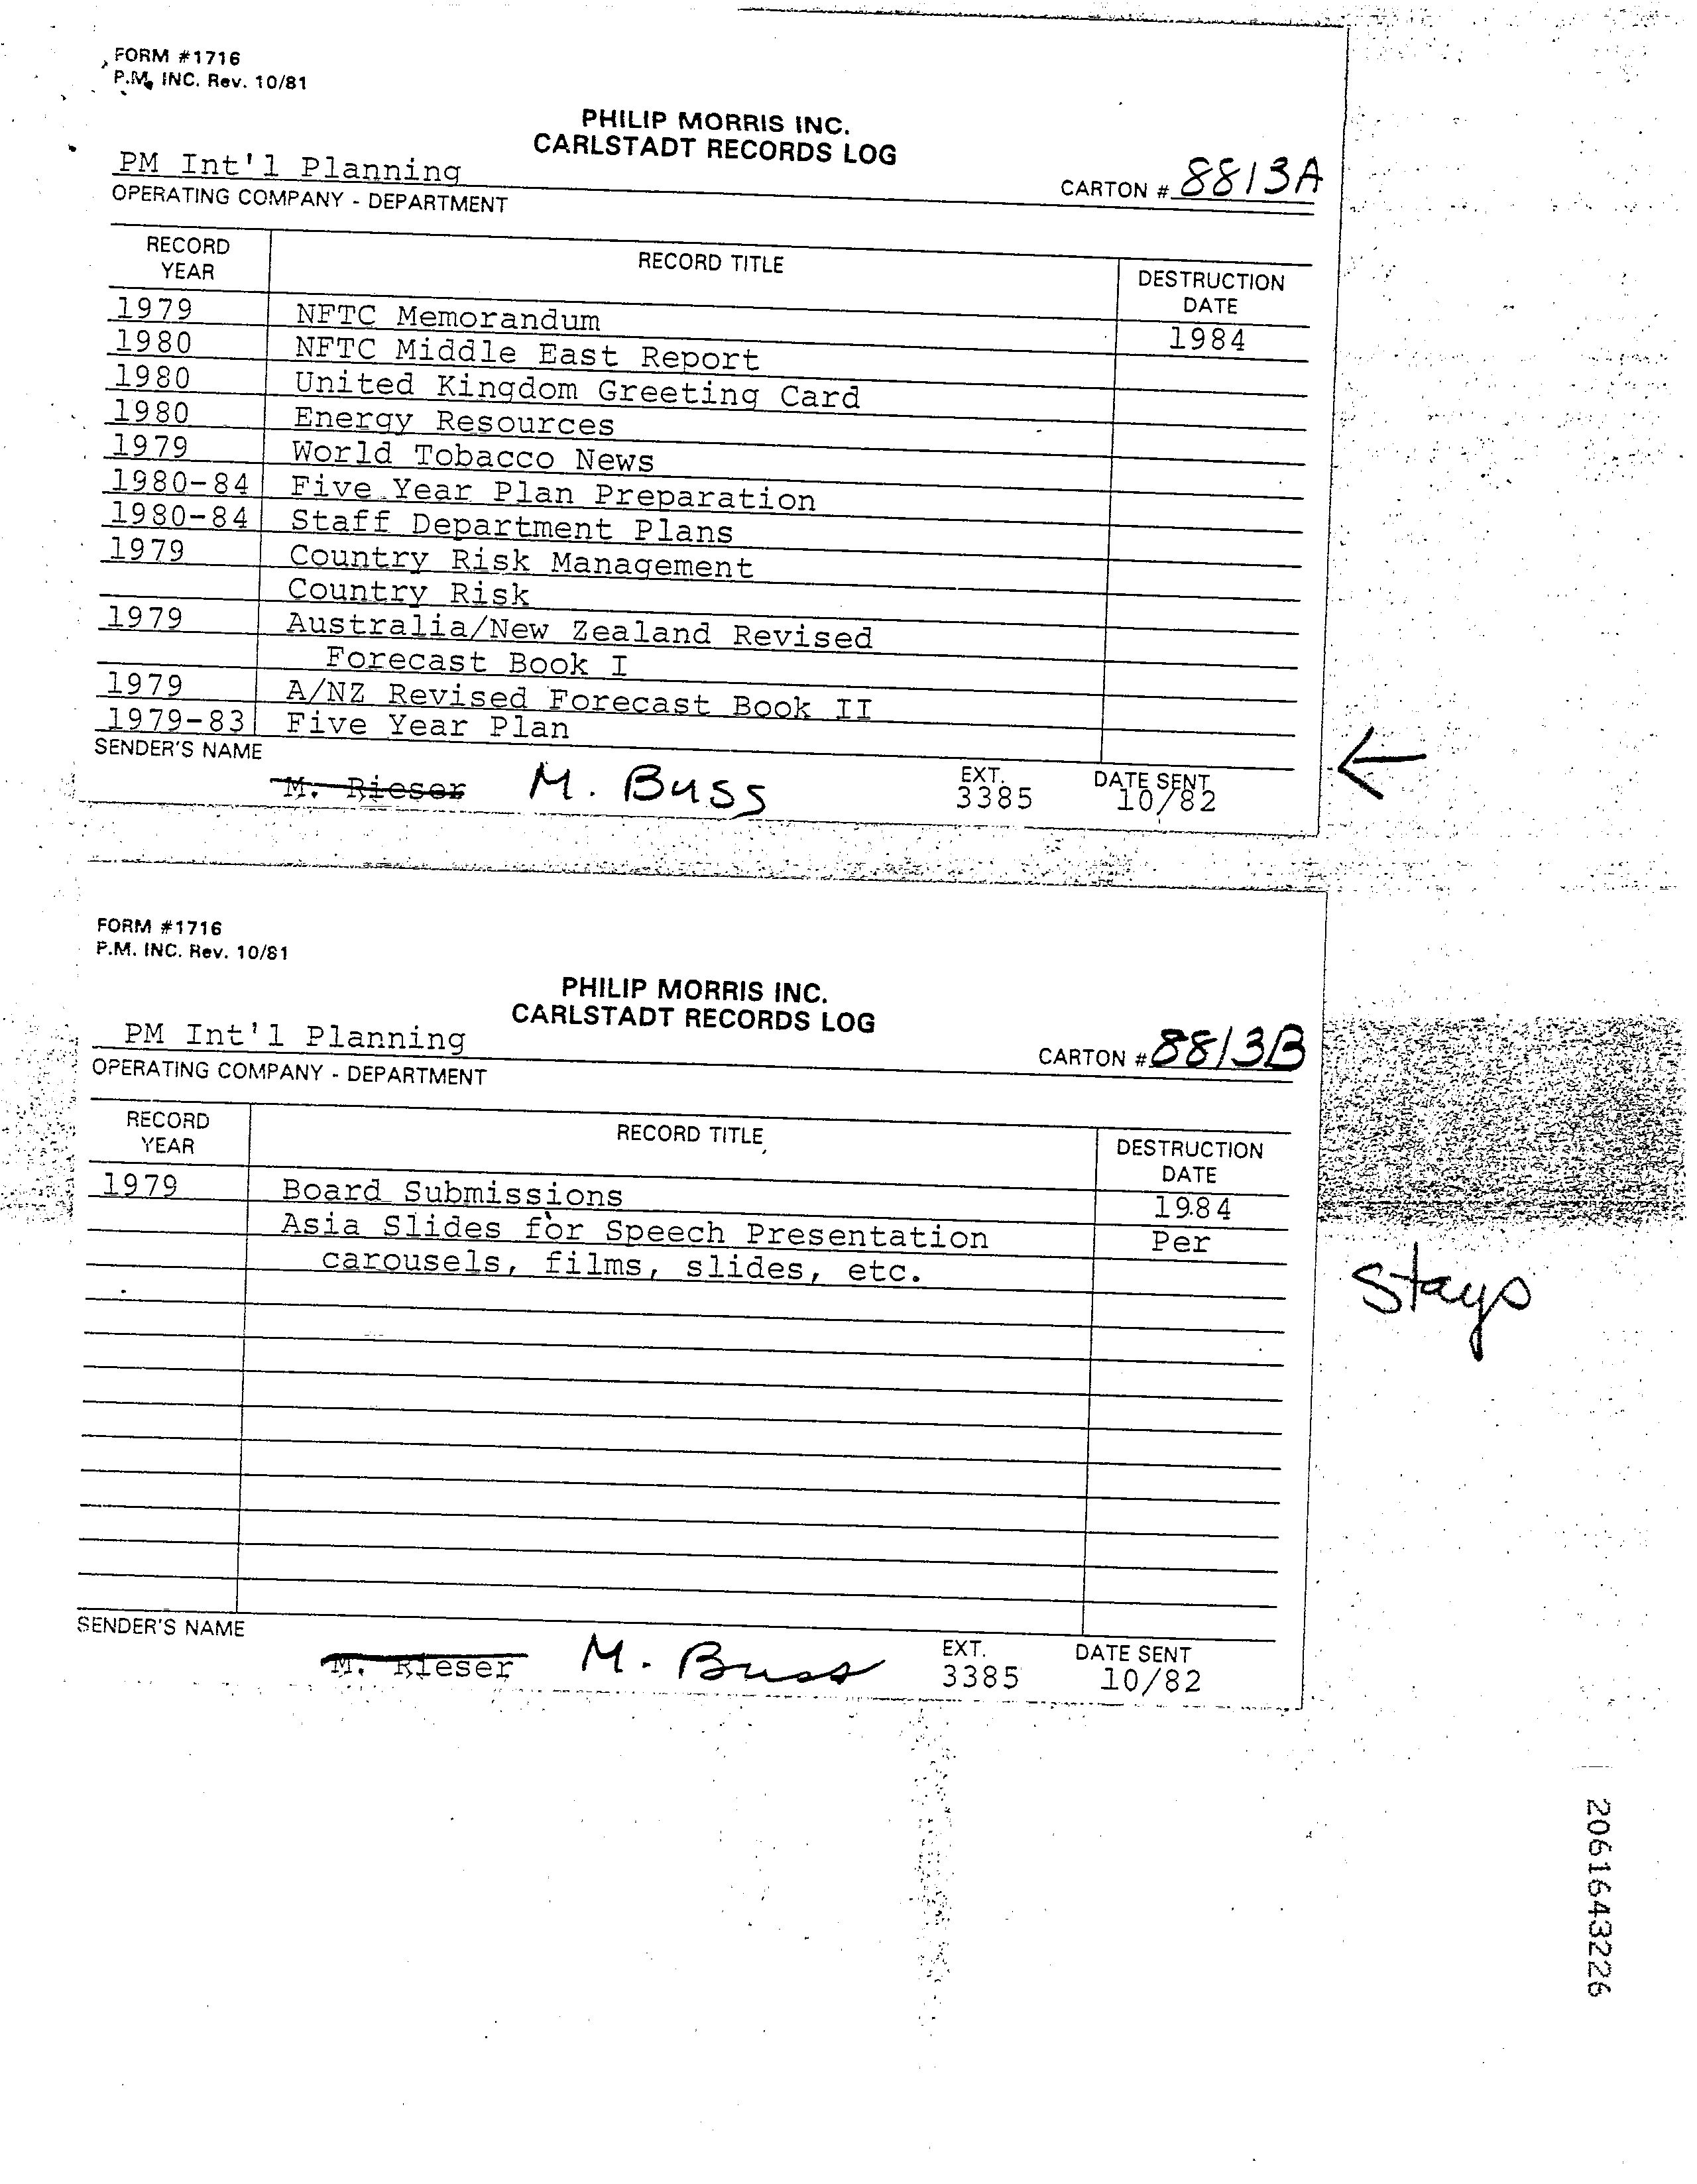 FORM #1716
P.M. INC. Rev. 10/81
PHILIP MORRIS INC.
CARLSTADT RECORDS LOG
PM Int'l Planning
CARTON # 8813A
OPERATING COMPANY - DEPARTMENT
RECORD YEAR RECORD TITLE DESTRUCTION DATE
1979 NFTC Memorandum 1984
1980 NFTC Middle East Report
1980 United Kingdom Greeting Card
1980 Energy Resources
1979 World Tobacco News
1980-84 Five Year Plan Preparation
1980-84 Staff Department Plans
1979 Country Risk Management
Country Risk
1979 Australia/New Zealand Revised
Forecast Book I
1979 A/NZ Revised Forecast Book II
1979-83 Five Year Plan
SENDER'S NAME EXT. DATE SENT
M. Rieser M. Buss 3385 10/82
FORM #1716
P.M. INC. Rev. 10/81
PHILIP MORRIS INC.
CARLSTADT RECORDS LOG
PM Int'l Planning
CARTON # 8813B
OPERATING COMPANY - DEPARTMENT
RECORD YEAR RECORD TITLE DESTRUCTION DATE
1979 Board Submissions 1984
Asia Slides for Speech Presentation Per
carousels, films, slides, etc.
Stays
SENDER'S NAME EXT. DATE SENT
M. Rieser M. Buss 3385 10/82
2061643226